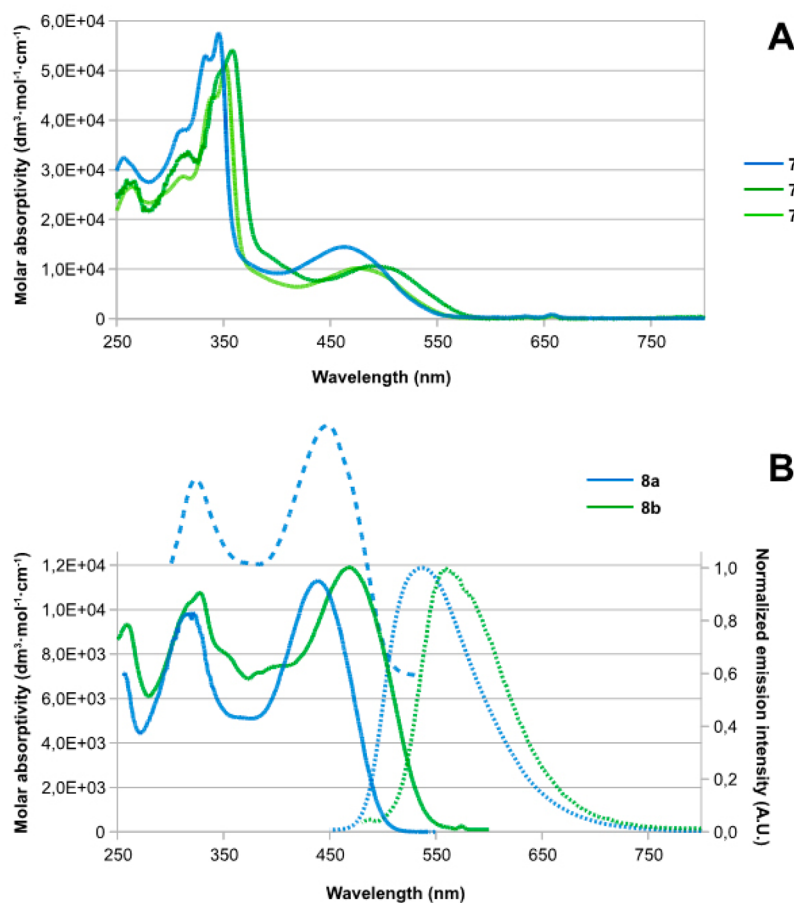 A
6,0E+04
5,0E+04
4,0E+04
3,0E+04
2,0E+04
1,0E+04
0
Molar absorptivity (dm³·mol⁻¹·cm⁻¹)
250 350 450 550 650 750
Wavelength (nm)
7
7
7
B
8a
8b
1,2E+04
1,0E+04
8,0E+03
6,0E+03
4,0E+03
2,0E+03
0
Molar absorptivity (dm³·mol⁻¹·cm⁻¹)
1,0
0,8
0,6
0,4
0,2
0,0
Normalized emission intensity (A.U.)
250 350 450 550 650 750
Wavelength (nm)